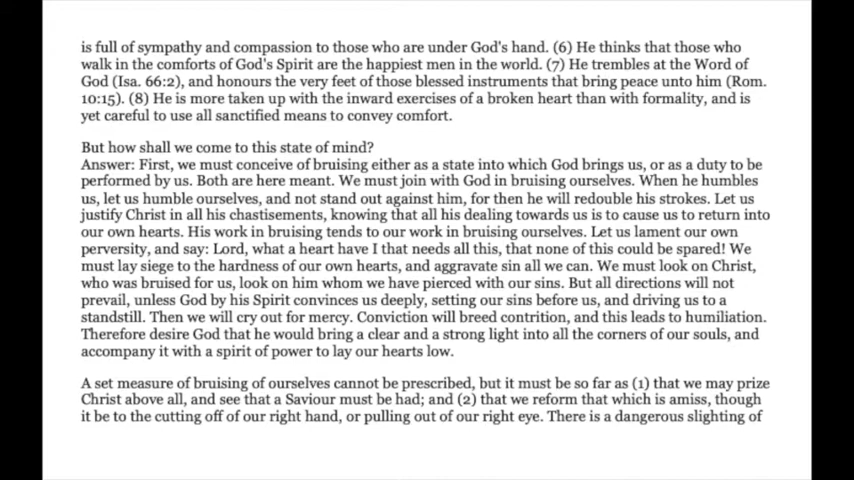 is full of sympathy and compassion to those who are under God's hand. (6) He thinks that those who
walk in the comforts of God's Spirit are the happiest men in the world. (7) He trembles at the Word of
God (Isa. 66:2), and honours the very feet of those blessed instruments that bring peace unto him (Rom.
10:15). (8) He is more taken up with the inward exercises of a broken heart than with formality, and is
yet careful to use all sanctified means to convey comfort.
But how shall we come to this state of mind?
Answer: First, we must conceive of bruising either as a state into which God brings us, or as a duty to be
performed by us. Both are here meant. We must join with God in bruising ourselves. When he humbles
us, let us humble ourselves, and not stand out against him, for then he will redouble his strokes. Let us
justify Christ in all his chastisements, knowing that all his dealing towards us is to cause us to return into
our own hearts. His work in bruising tends to our work in bruising ourselves. Let us lament our own
perversity, and say: Lord, what a heart have I that needs all this, that none of this could be spared! We
must lay siege to the hardness of our own hearts, and aggravate sin all we can. We must look on Christ,
who was bruised for us, look on him whom we have pierced with our sins. But all directions will not
prevail, unless God by his Spirit convinces us deeply, setting our sins before us, and driving us to a
standstill. Then we will cry out for mercy. Conviction will breed contrition, and this leads to humiliation.
Therefore desire God that he would bring a clear and a strong light into all the corners of our souls, and
accompany it with a spirit of power to lay our hearts low.
A set measure of bruising of ourselves cannot be prescribed, but it must be so far as (1) that we may prize
Christ above all, and see that a Saviour must be had; and (2) that we reform that which is amiss, though
it be to the cutting off of our right hand, or pulling out of our right eye. There is a dangerous slighting of